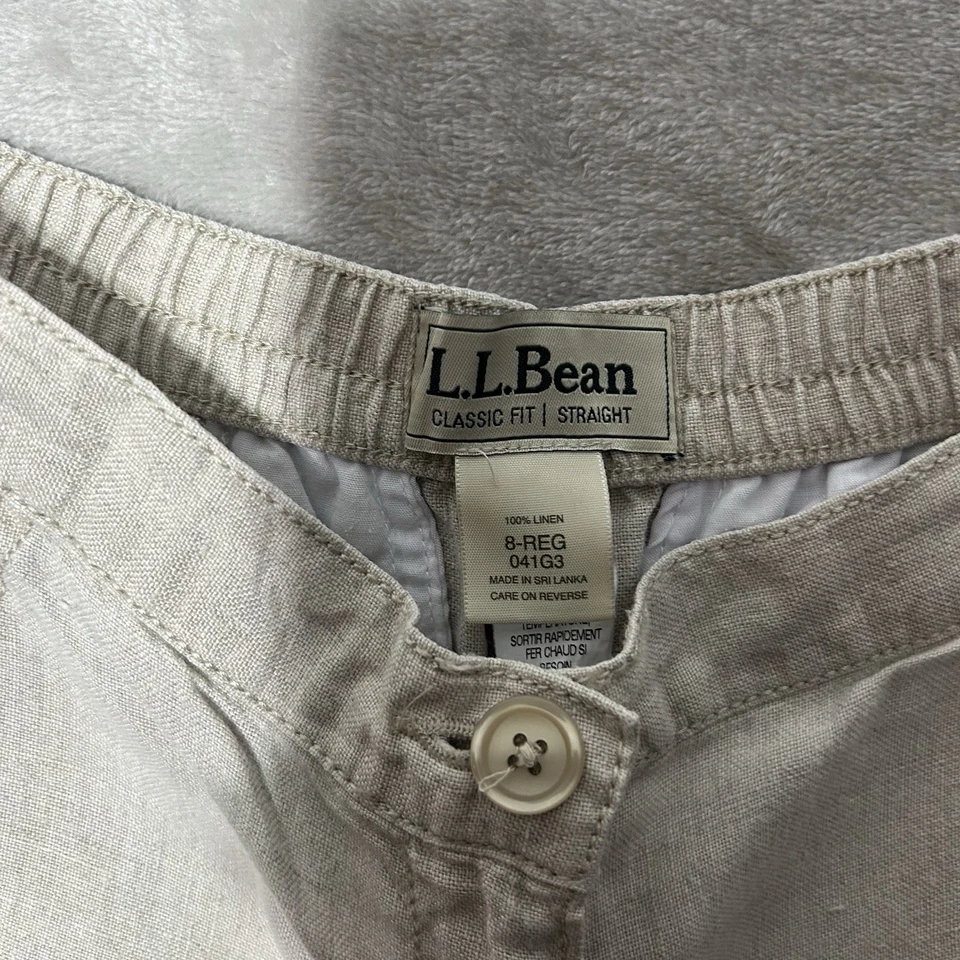 L.L.Bean
CLASSIC FIT | STRAIGHT
100% LINEN
8-REG
041G3
MADE IN SRI LANKA
CARE ON REVERSE
SORTIR RAPIDEMENT
FER CHAUD SI
BESOIN